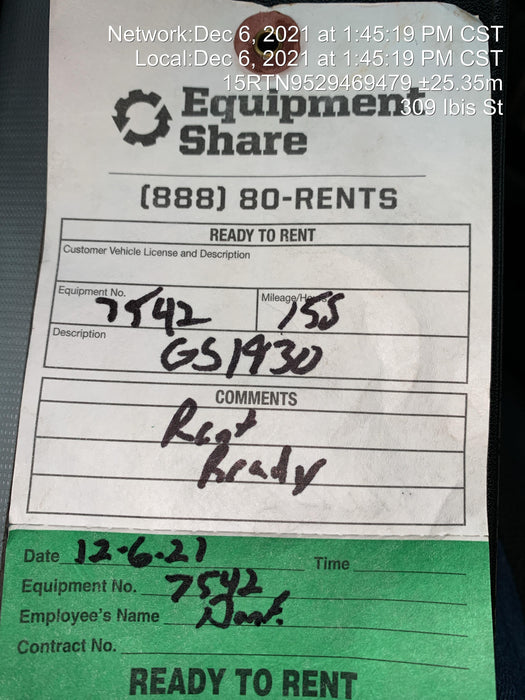 Network:Dec 6, 2021 at 1:45:19 PM CST
Local:Dec 6, 2021 at 1:45:19 PM CST
15RTN9529469479 ±25.35m
309 Ibis St
Equipment
Share
(888) 80-RENTS
READY TO RENT
Customer Vehicle License and Description
Equipment No. 7542 Mileage/Hours 155
Description GS1930
COMMENTS
Rent
Ready
Date 12-6-21 Time
Equipment No. 7542
Employee's Name
Contract No.
READY TO RENT